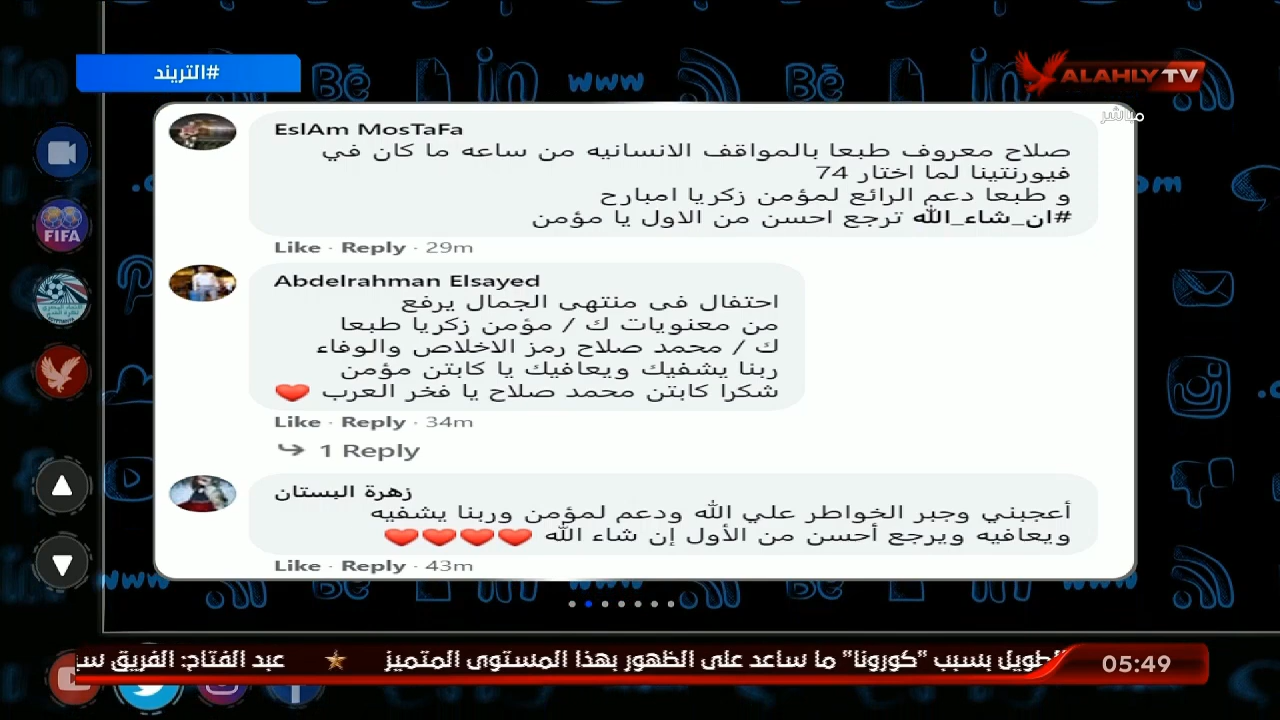 #التريند
ALAHLY TV
مباشر
EslAm MosTaFa
صلاح معروف طبعا بالمواقف الانسانيه من ساعه ما كان في
فيورنتينا لما اختار 74
و طبعا دعم الرائع لمؤمن زكريا امبارح
#ان_شاء_الله ترجع احسن من الاول يا مؤمن
Like · Reply · 29m
Abdelrahman Elsayed
احتفال فى منتهى الجمال يرفع
من معنويات ك / مؤمن زكريا طبعا
ك / محمد صلاح رمز الاخلاص والوفاء
ربنا يشفيك ويعافيك يا كابتن مؤمن
شكرا كابتن محمد صلاح يا فخر العرب ❤
Like · Reply · 34m
1 Reply
زهرة البستان
أعجبني وجبر الخواطر علي الله ودعم لمؤمن وربنا يشفيه
ويعافيه ويرجع أحسن من الأول إن شاء الله ❤❤❤❤
Like · Reply · 43m
FIFA
الطويل بسبب "كورونا" ما ساعد على الظهور بهذا المستوى المتميز
عبد الفتاح: الفريق
05:49